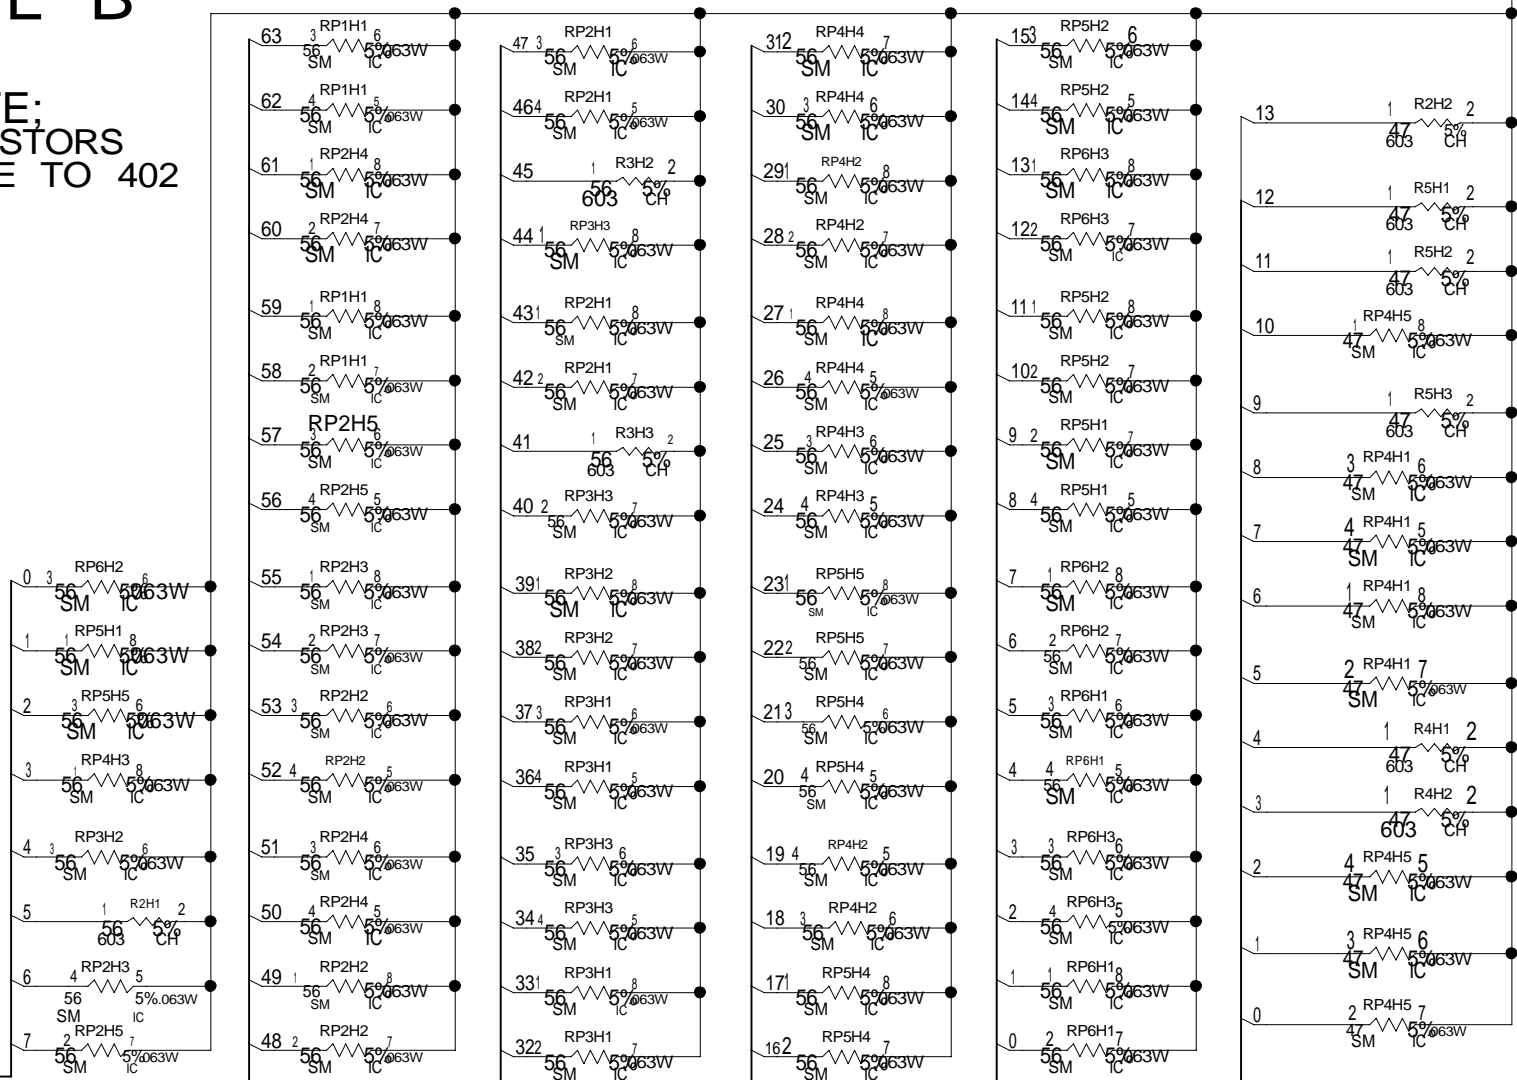 E B
TE;
STORS
E TO 402
0 3 RP6H2 6
56 5% .063W
SM IC
1 1 RP5H1 8
56 5% .063W
SM IC
2 3 RP5H5 6
56 5% .063W
SM IC
3 1 RP4H3 8
56 5% .063W
SM IC
4 3 RP3H2 6
56 5% .063W
SM IC
5 1 R2H1 2
56 5%
603 CH
6 4 RP2H3 5
56 5% .063W
SM IC
7 2 RP2H5 7
56 5% .063W
SM IC
63 3 RP1H1 6
56 5% .063W
SM IC
62 4 RP1H1 5
56 5% .063W
SM IC
61 1 RP2H4 8
56 5% .063W
SM IC
60 2 RP2H4 7
56 5% .063W
SM IC
59 1 RP1H1 8
56 5% .063W
SM IC
58 2 RP1H1 7
56 5% .063W
SM IC
57 3 RP2H5 6
56 5% .063W
SM IC
56 4 RP2H5 5
56 5% .063W
SM IC
55 1 RP2H3 8
56 5% .063W
SM IC
54 2 RP2H3 7
56 5% .063W
SM IC
53 3 RP2H2 6
56 5% .063W
SM IC
52 4 RP2H2 5
56 5% .063W
SM IC
51 3 RP2H4 6
56 5% .063W
SM IC
50 4 RP2H4 5
56 5% .063W
SM IC
49 1 RP2H2 8
56 5% .063W
SM IC
48 2 RP2H2 7
56 5% .063W
SM IC
47 3 RP2H1 6
56 5% .063W
SM IC
46 4 RP2H1 5
56 5% .063W
SM IC
45 1 R3H2 2
56 5%
603 CH
44 1 RP3H3 8
56 5% .063W
SM IC
43 1 RP2H1 8
56 5% .063W
SM IC
42 2 RP2H1 7
56 5% .063W
SM IC
41 1 R3H3 2
56 5%
603 CH
40 2 RP3H3 7
56 5% .063W
SM IC
39 1 RP3H2 8
56 5% .063W
SM IC
38 2 RP3H2 7
56 5% .063W
SM IC
37 3 RP3H1 6
56 5% .063W
SM IC
36 4 RP3H1 5
56 5% .063W
SM IC
35 3 RP3H3 6
56 5% .063W
SM IC
34 4 RP3H3 5
56 5% .063W
SM IC
33 1 RP3H1 8
56 5% .063W
SM IC
32 2 RP3H1 7
56 5% .063W
SM IC
31 2 RP4H4 7
56 5% .063W
SM IC
30 3 RP4H4 6
56 5% .063W
SM IC
29 1 RP4H2 8
56 5% .063W
SM IC
28 2 RP4H2 7
56 5% .063W
SM IC
27 1 RP4H4 8
56 5% .063W
SM IC
26 4 RP4H4 5
56 5% .063W
SM IC
25 3 RP4H3 6
56 5% .063W
SM IC
24 4 RP4H3 5
56 5% .063W
SM IC
23 1 RP5H5 8
56 5% .063W
SM IC
22 2 RP5H5 7
56 5% .063W
SM IC
21 3 RP5H4 6
56 5% .063W
SM IC
20 4 RP5H4 5
56 5% .063W
SM IC
19 4 RP4H2 5
56 5% .063W
SM IC
18 3 RP4H2 6
56 5% .063W
SM IC
17 1 RP5H4 8
56 5% .063W
SM IC
16 2 RP5H4 7
56 5% .063W
SM IC
15 3 RP5H2 6
56 5% .063W
SM IC
14 4 RP5H2 5
56 5% .063W
SM IC
13 1 RP6H3 8
56 5% .063W
SM IC
12 2 RP6H3 7
56 5% .063W
SM IC
11 1 RP5H2 8
56 5% .063W
SM IC
10 2 RP5H2 7
56 5% .063W
SM IC
9 2 RP5H1 7
56 5% .063W
SM IC
8 4 RP5H1 5
56 5% .063W
SM IC
7 1 RP6H2 8
56 5% .063W
SM IC
6 2 RP6H2 7
56 5% .063W
SM IC
5 3 RP6H1 6
56 5% .063W
SM IC
4 4 RP6H1 5
56 5% .063W
SM IC
3 3 RP6H3 6
56 5% .063W
SM IC
2 4 RP6H3 5
56 5% .063W
SM IC
1 1 RP6H1 8
56 5% .063W
SM IC
0 2 RP6H1 7
56 5% .063W
SM IC
13 1 R2H2 2
47 5%
603 CH
12 1 R5H1 2
47 5%
603 CH
11 1 R5H2 2
47 5%
603 CH
10 1 RP4H5 8
47 5% .063W
SM IC
9 1 R5H3 2
47 5%
603 CH
8 3 RP4H1 6
47 5% .063W
SM IC
7 4 RP4H1 5
47 5% .063W
SM IC
6 1 RP4H1 8
47 5% .063W
SM IC
5 2 RP4H1 7
47 5% .063W
SM IC
4 1 R4H1 2
47 5%
603 CH
3 1 R4H2 2
47 5%
603 CH
2 4 RP4H5 5
47 5% .063W
SM IC
1 3 RP4H5 6
47 5% .063W
SM IC
0 2 RP4H5 7
47 5% .063W
SM IC